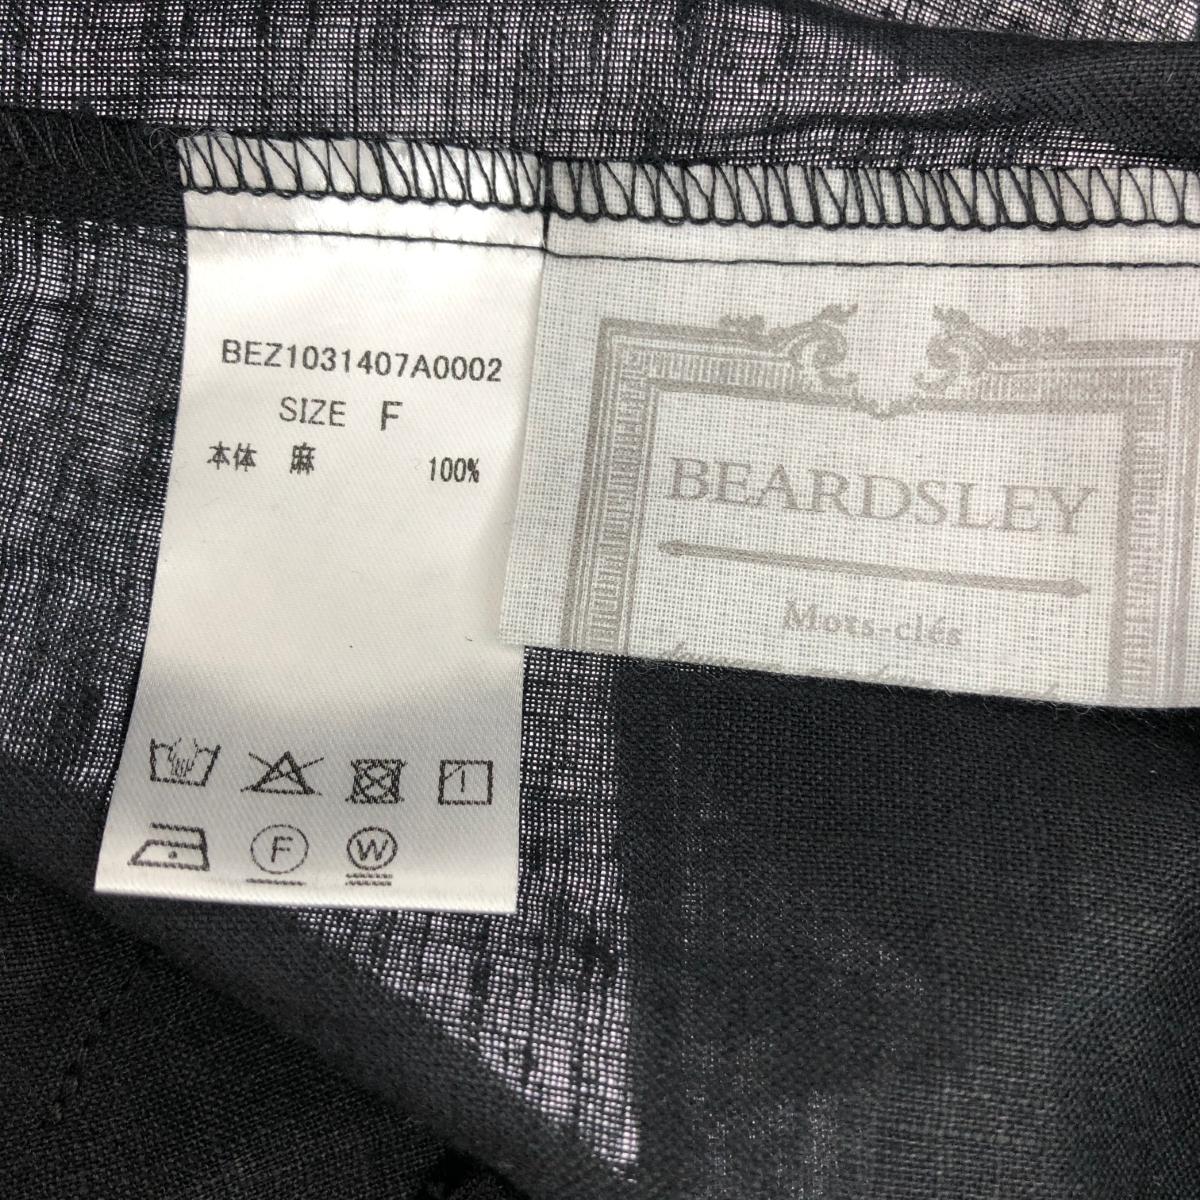 BEZ1031407A0002
SIZE F
本体 麻 100%
F W
BEARDSLEY
Mots-clés